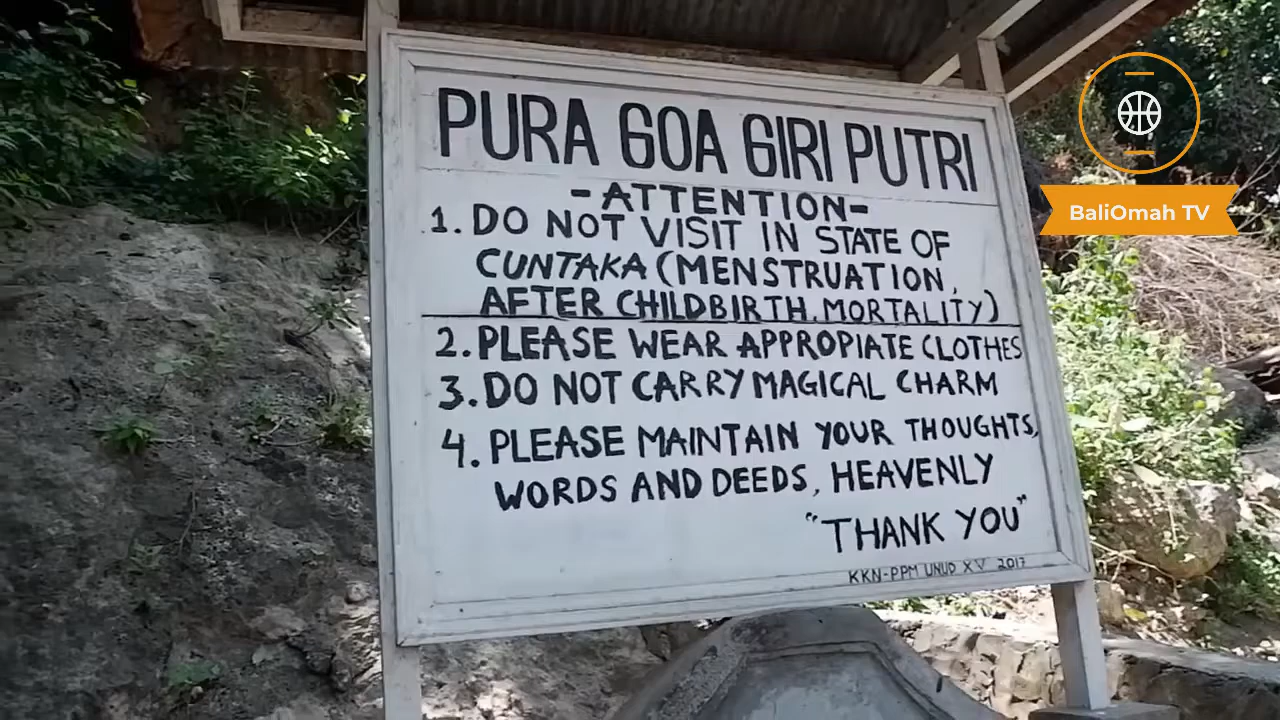 PURA GOA GIRI PUTRI
-ATTENTION-
1. DO NOT VISIT IN STATE OF
CUNTAKA (MENSTRUATION,
AFTER CHILDBIRTH, MORTALITY)
2. PLEASE WEAR APPROPIATE CLOTHES
3. DO NOT CARRY MAGICAL CHARM
4. PLEASE MAINTAIN YOUR THOUGHTS,
WORDS AND DEEDS, HEAVENLY
"THANK YOU"
KKN-PPM UNUD XV 2017
BaliOmah TV